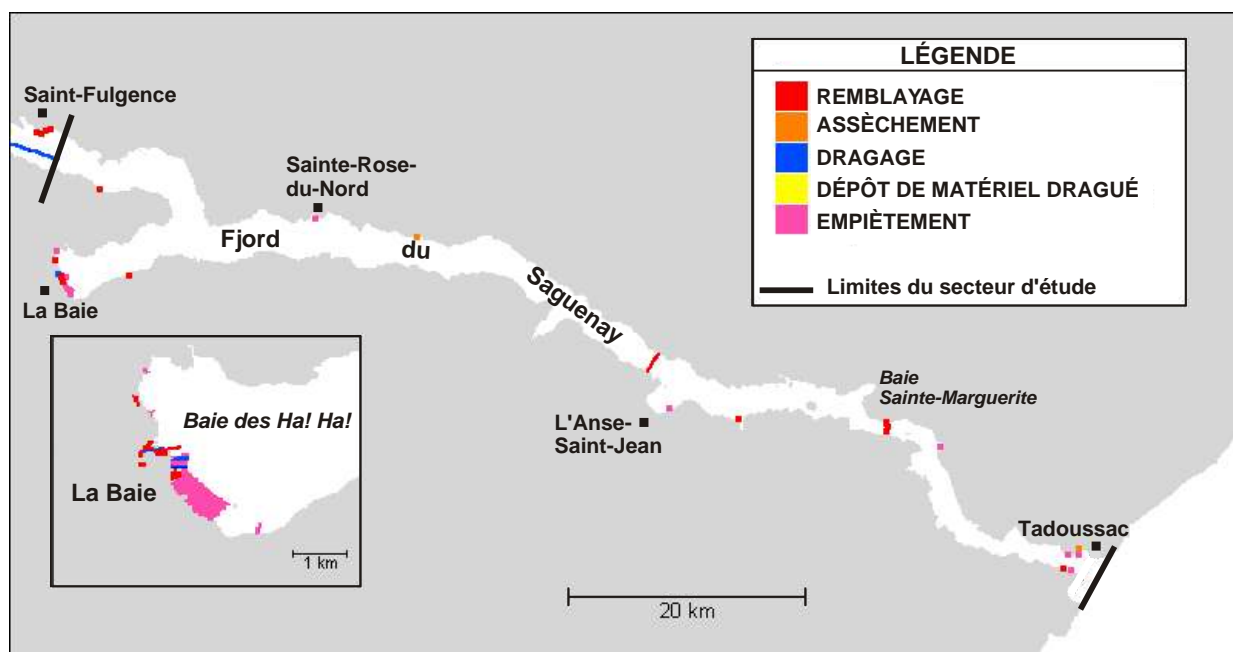 LÉGENDE
REMBLAYAGE
ASSÈCHEMENT
DRAGAGE
DÉPÔT DE MATÉRIEL DRAGUÉ
EMPIÈTEMENT
Limites du secteur d'étude
Saint-Fulgence
Sainte-Rose-
du-Nord
Fjord
du
Saguenay
La Baie
Baie
Sainte-Marguerite
L'Anse-
Saint-Jean
Tadoussac
Baie des Ha! Ha!
La Baie
1 km
20 km